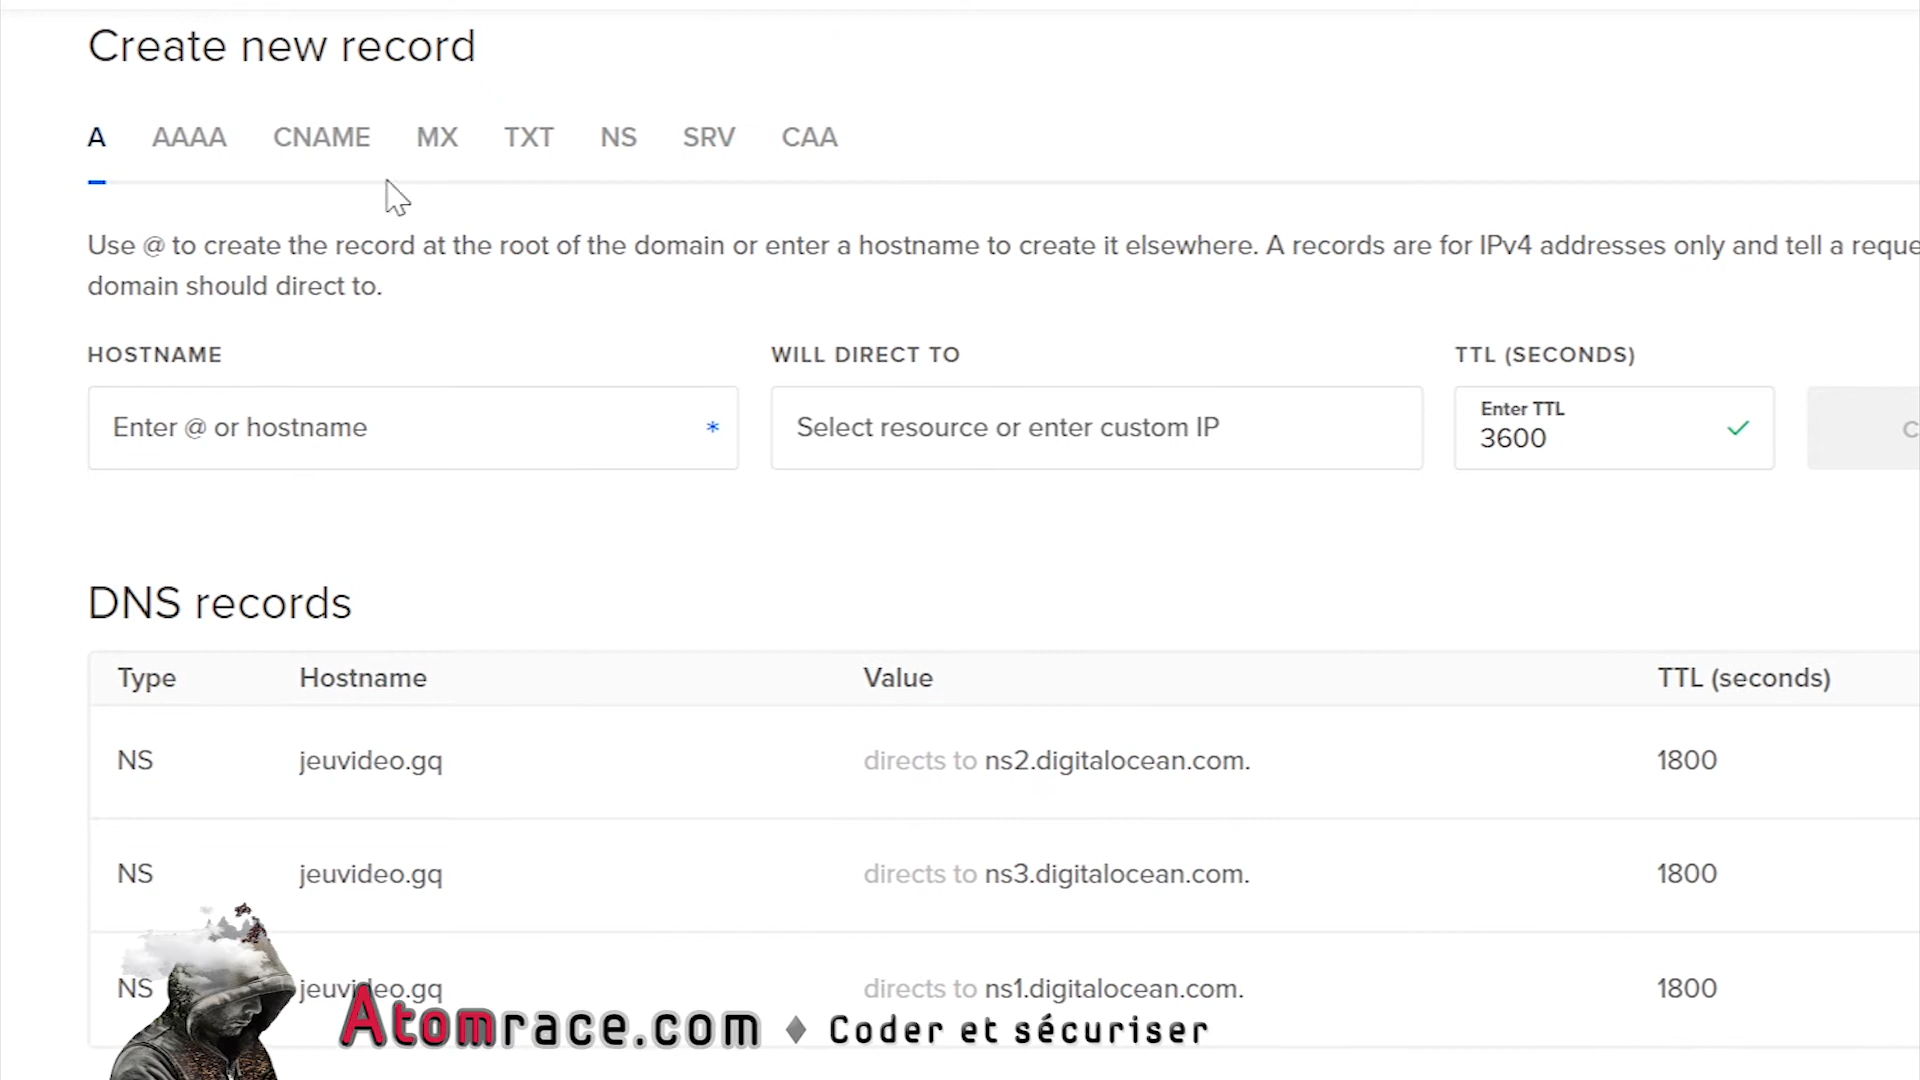 Create new record
A AAAA CNAME MX TXT NS SRV CAA
Use @ to create the record at the root of the domain or enter a hostname to create it elsewhere. A records are for IPv4 addresses only and tell a reque
domain should direct to.
HOSTNAME WILL DIRECT TO TTL (SECONDS)
Enter @ or hostname * Select resource or enter custom IP Enter TTL
3600
C
DNS records
Type Hostname Value TTL (seconds)
NS jeuvideo.gq directs to ns2.digitalocean.com. 1800
NS jeuvideo.gq directs to ns3.digitalocean.com. 1800
NS jeuvideo.gq directs to ns1.digitalocean.com. 1800
Atomrace.com ♦ Coder et sécuriser